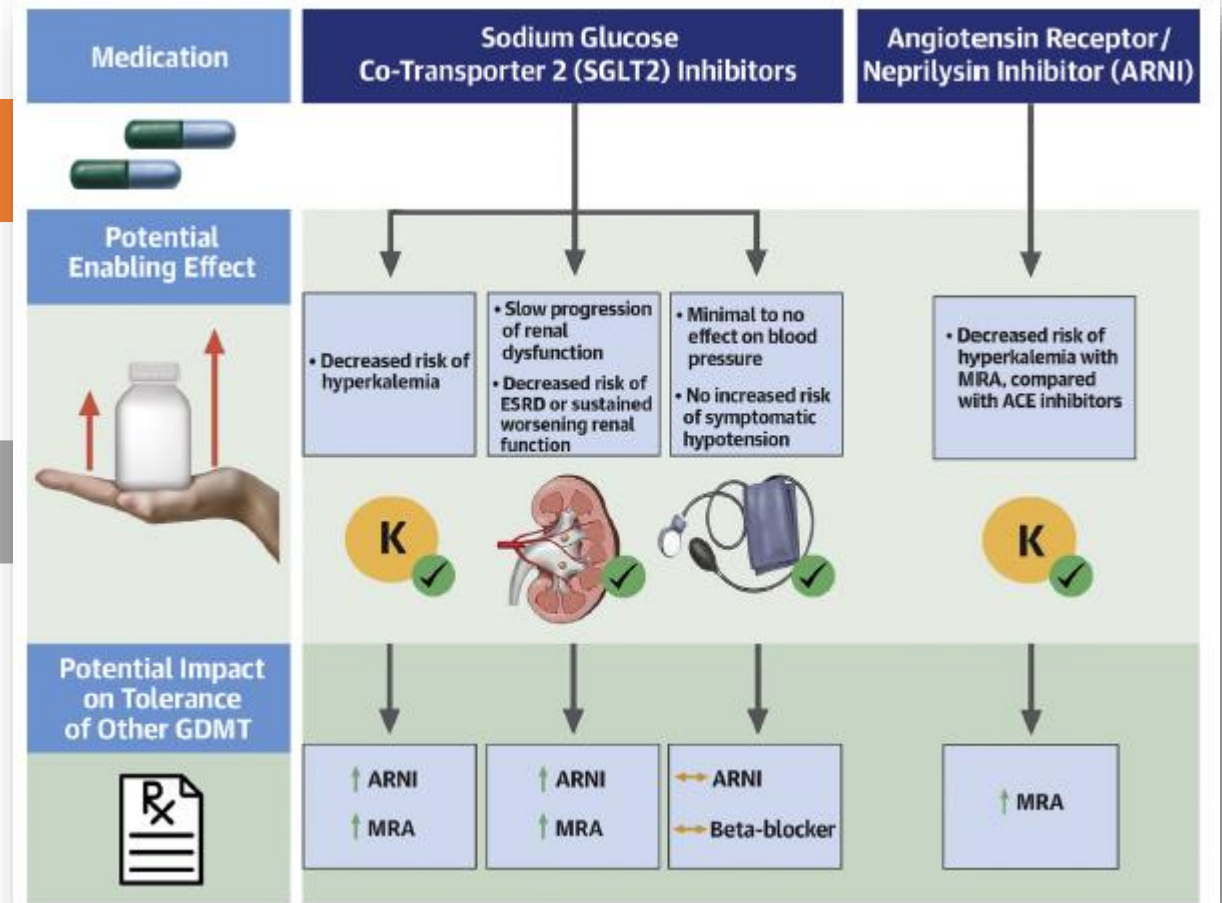 Medication
Sodium Glucose
Co-Transporter 2 (SGLT2) Inhibitors
Angiotensin Receptor/
Neprilysin Inhibitor (ARNI)
Potential
Enabling Effect
• Decreased risk of
hyperkalemia
• Slow progression
of renal
dysfunction
• Decreased risk of
ESRD or sustained
worsening renal
function
• Minimal to no
effect on blood
pressure
• No increased risk
of symptomatic
hypotension
• Decreased risk of
hyperkalemia with
MRA, compared
with ACE inhibitors
K
K
Potential Impact
on Tolerance
of Other GDMT
Rx
↑ ARNI
↑ MRA
↑ ARNI
↑ MRA
↔ ARNI
↔ Beta-blocker
↑ MRA